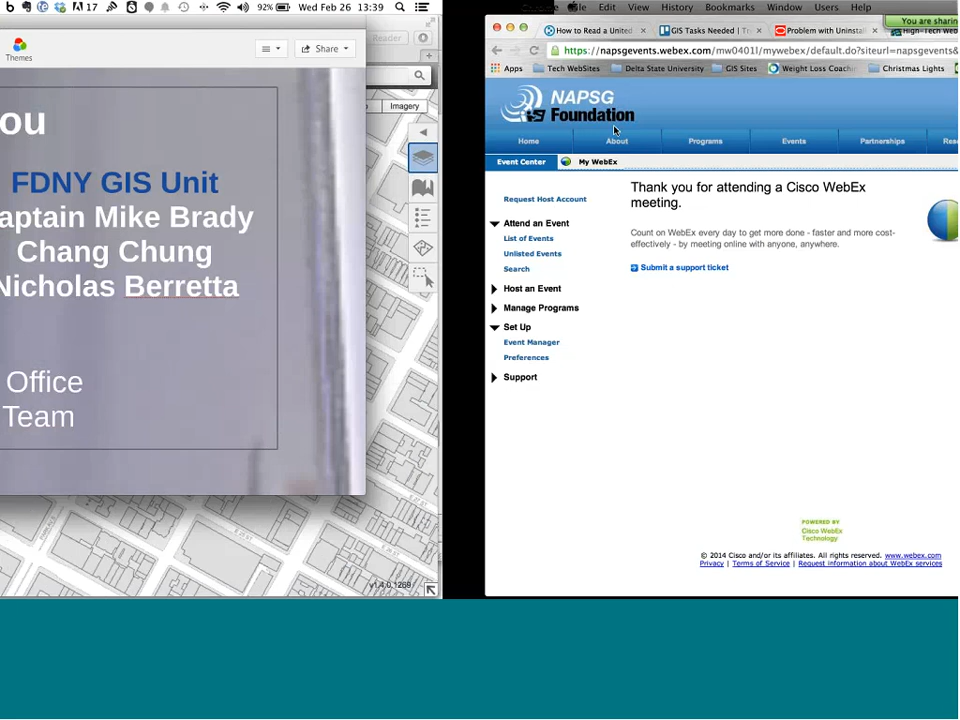 17 92% Wed Feb 26 13:39
Themes
Share
Reader
Imagery
ou
FDNY GIS Unit
aptain Mike Brady
Chang Chung
Nicholas Berretta
Office
Team
E 27 ST
E 26 ST
v1.4.0.1269
Edit View History Bookmarks Window Users Help
You are sharin
How to Read a United
GIS Tasks Needed | Tr
Problem with Uninstal
High-Tech Web
https://napsgevents.webex.com/mw0401l/mywebex/default.do?siteurl=napsgevents&
Apps Tech WebSites Delta State University GIS Sites Weight Loss Coachi Christmas Lights
NAPSG
Foundation
Home About Programs Events Partnerships Res
Event Center My WebEx
Request Host Account
Attend an Event
List of Events
Unlisted Events
Search
Host an Event
Manage Programs
Set Up
Event Manager
Preferences
Support
Thank you for attending a Cisco WebEx
meeting.
Count on WebEx every day to get more done - faster and more cost-
effectively - by meeting online with anyone, anywhere.
Submit a support ticket
POWERED BY
Cisco WebEx
Technology
© 2014 Cisco and/or its affiliates. All rights reserved. www.webex.com
Privacy | Terms of Service | Request information about WebEx services